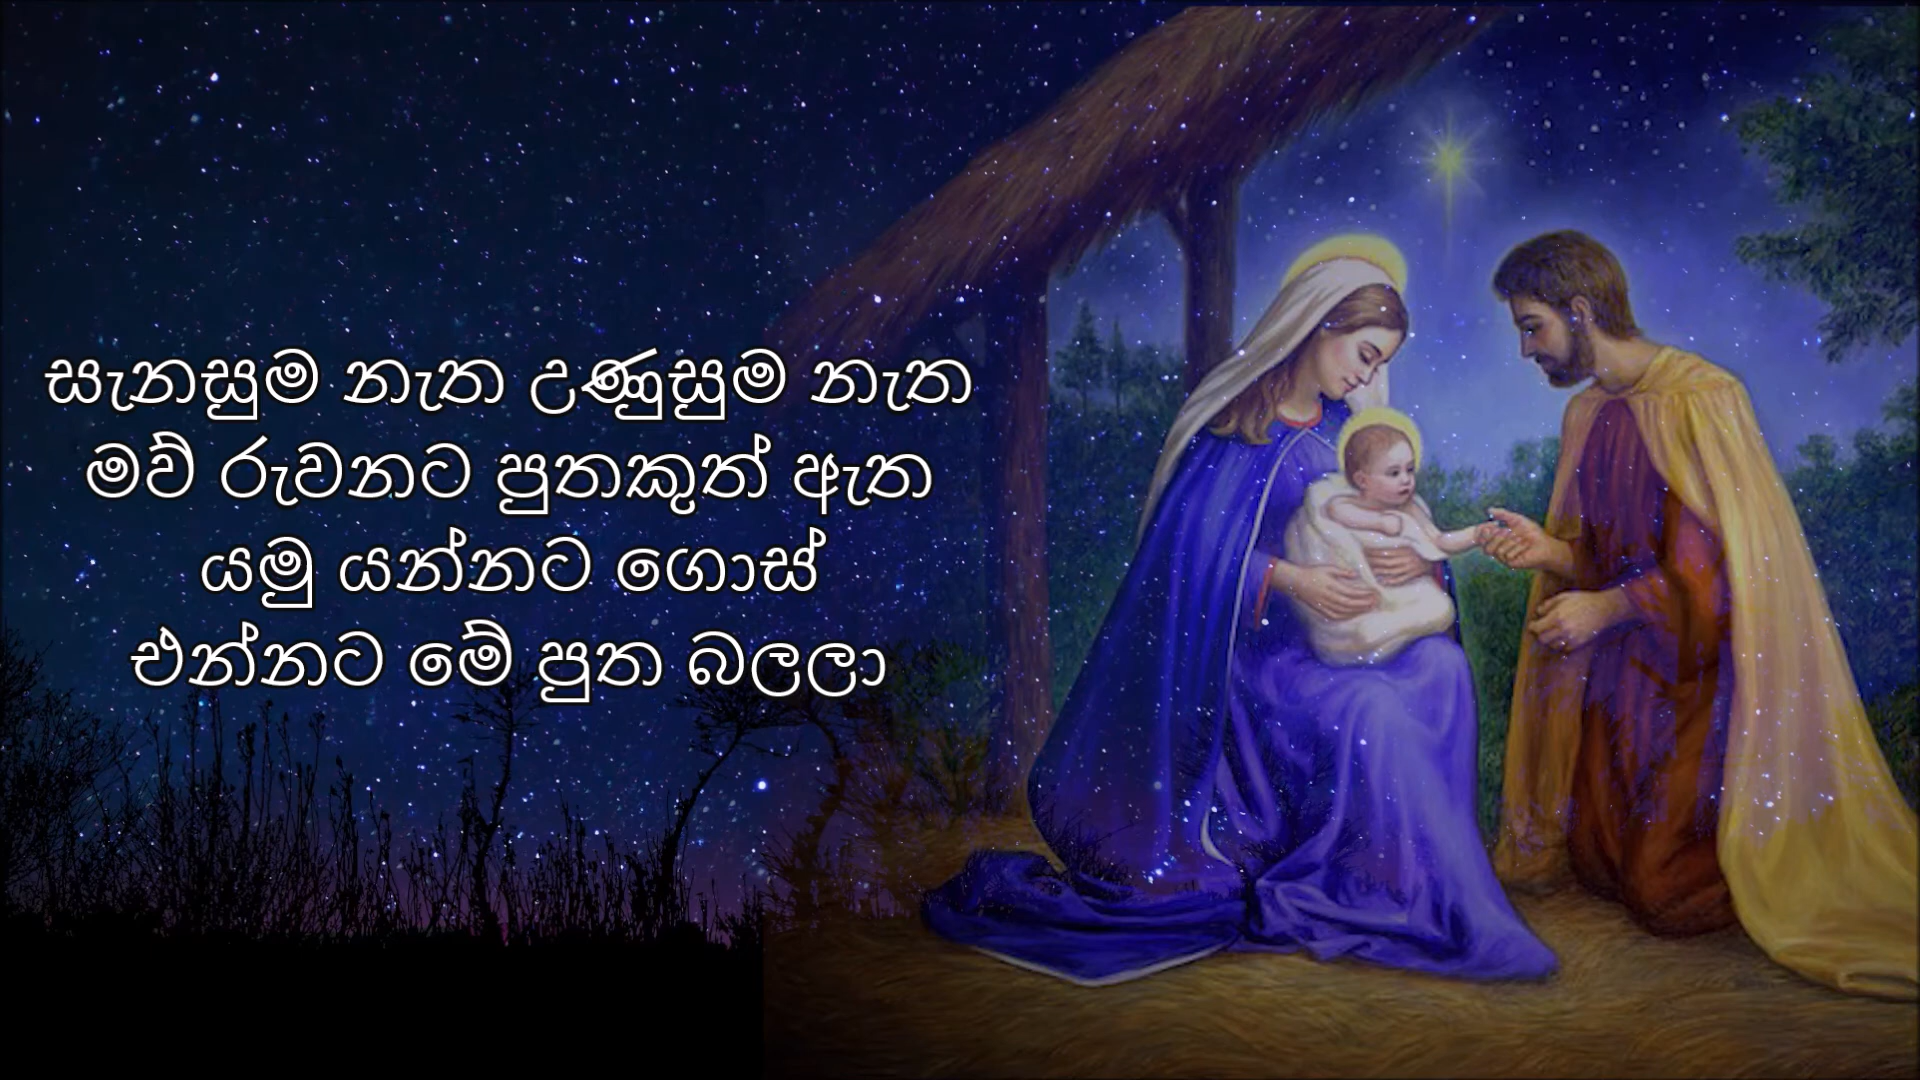 සැනසුම නැත උණුසුම නැත
මව් රුවනට පුතකුත් ඇත
යමු යන්නට ගොස්
එන්නට මේ පුත බලලා